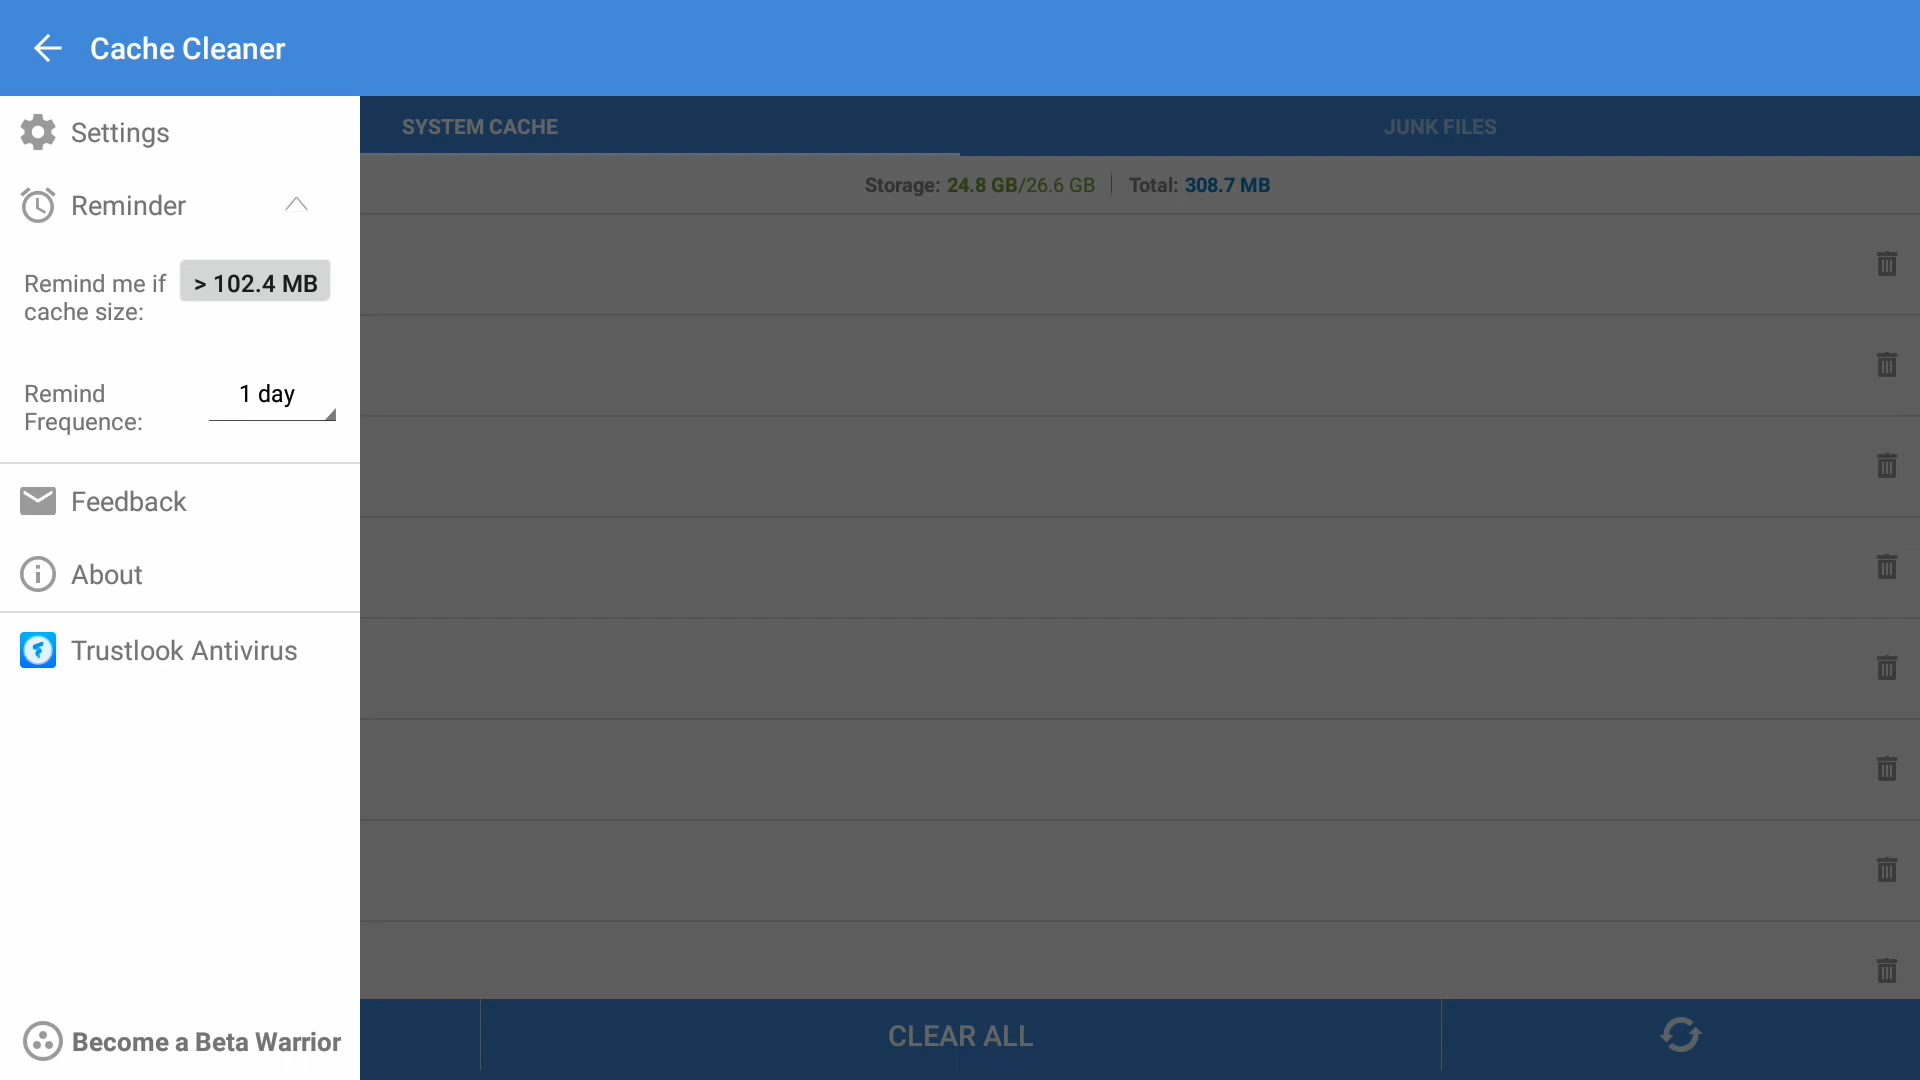 Cache Cleaner
Settings
Reminder
Remind me if
cache size:
> 102.4 MB
Remind
Frequence:
1 day
Feedback
About
Trustlook Antivirus
Become a Beta Warrior
SYSTEM CACHE
JUNK FILES
Storage: 24.8 GB/26.6 GB
Total: 308.7 MB
CLEAR ALL